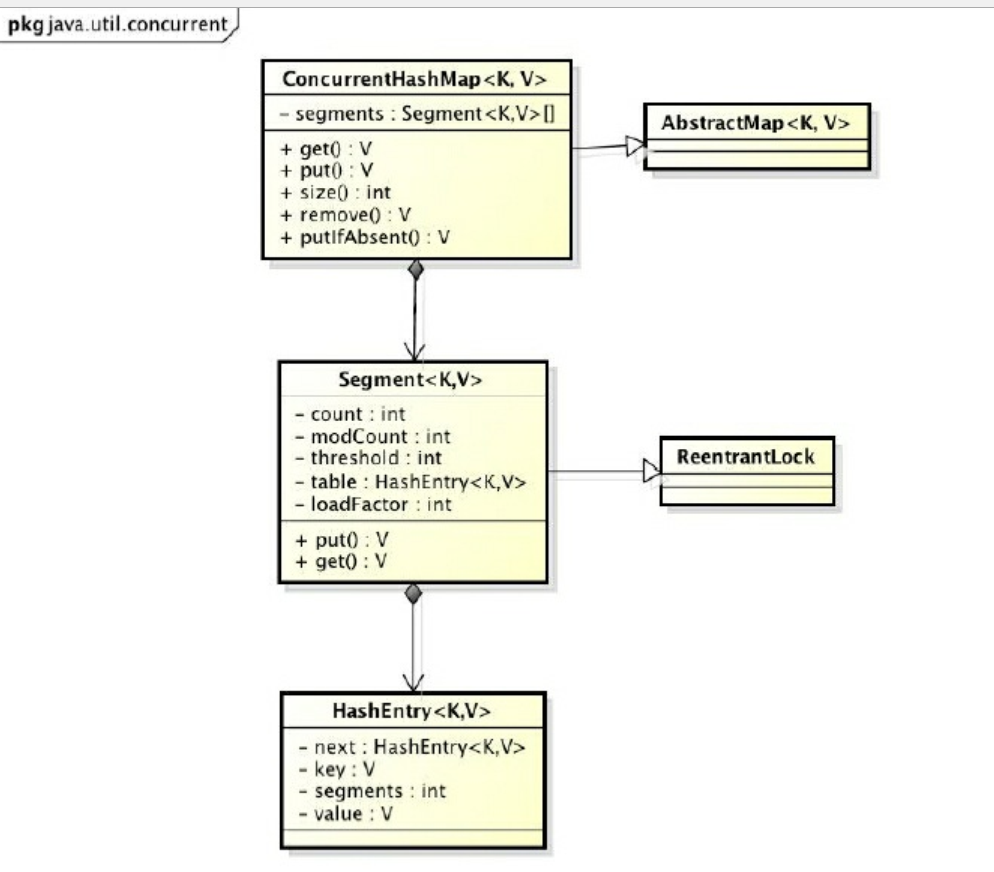 pkg java.util.concurrent
ConcurrentHashMap<K, V>
- segments : Segment<K,V>[]
+ get() : V
+ put() : V
+ size() : int
+ remove() : V
+ putIfAbsent() : V
AbstractMap<K, V>
Segment<K,V>
- count : int
- modCount : int
- threshold : int
- table : HashEntry<K,V>
- loadFactor : int
+ put() : V
+ get() : V
ReentrantLock
HashEntry<K,V>
- next : HashEntry<K,V>
- key : V
- segments : int
- value : V